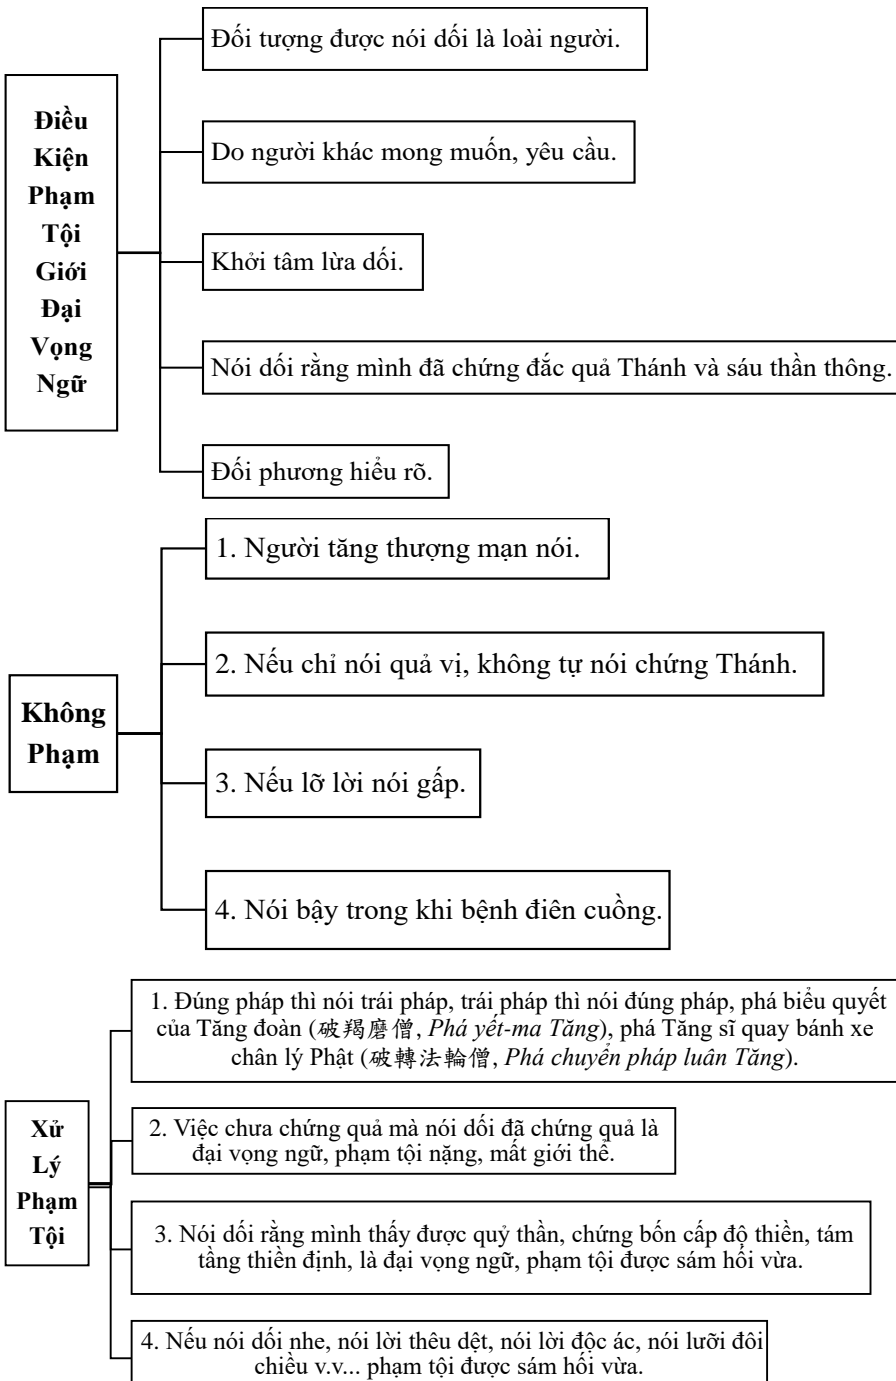 Điều
Kiện
Phạm
Tội
Giới
Đại
Vọng
Ngữ
Đối tượng được nói dối là loài người.
Do người khác mong muốn, yêu cầu.
Khởi tâm lừa dối.
Nói dối rằng mình đã chứng đắc quả Thánh và sáu thần thông.
Đối phương hiểu rõ.
Không
Phạm
1. Người tăng thượng mạn nói.
2. Nếu chỉ nói quả vị, không tự nói chứng Thánh.
3. Nếu lỡ lời nói gấp.
4. Nói bậy trong khi bệnh điên cuồng.
Xử
Lý
Phạm
Tội
1. Đúng pháp thì nói trái pháp, trái pháp thì nói đúng pháp, phá biểu quyết
của Tăng đoàn (破羯磨僧, Phá yết-ma Tăng), phá Tăng sĩ quay bánh xe
chân lý Phật (破轉法輪僧, Phá chuyển pháp luân Tăng).
2. Việc chưa chứng quả mà nói dối đã chứng quả là
đại vọng ngữ, phạm tội nặng, mất giới thể.
3. Nói dối rằng mình thấy được quỷ thần, chứng bốn cấp độ thiền, tám
tầng thiền định, là đại vọng ngữ, phạm tội được sám hối vừa.
4. Nếu nói dối nhẹ, nói lời thêu dệt, nói lời độc ác, nói lưỡi đôi
chiều v.v... phạm tội được sám hối vừa.